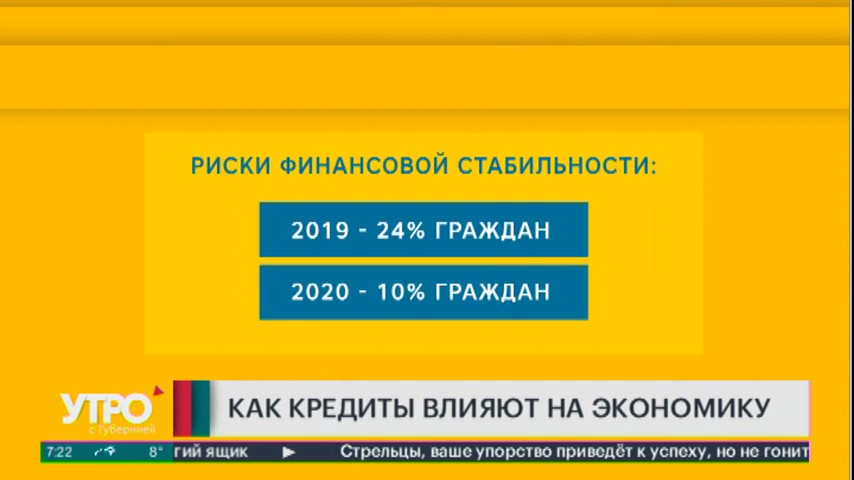 РИСКИ ФИНАНСОВОЙ СТАБИЛЬНОСТИ:
2019 - 24% ГРАЖДАН
2020 - 10% ГРАЖДАН
УТРО
с Губернией
КАК КРЕДИТЫ ВЛИЯЮТ НА ЭКОНОМИКУ
7:22 8° гий ящик Стрельцы, ваше упорство приведёт к успеху, но не гонит